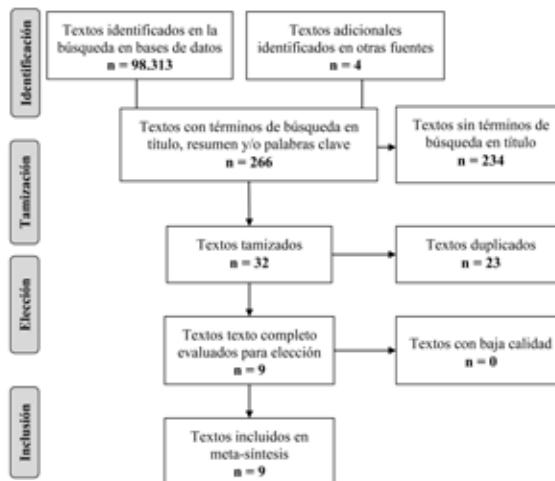 Identificación
Textos identificados en la
búsqueda en bases de datos
n = 98.313
Textos adicionales
identificados en otras fuentes
n = 4
Textos con términos de búsqueda en
título, resumen y/o palabras clave
n = 266
Textos sin términos de
búsqueda en título
n = 234
Tamización
Textos tamizados
n = 32
Textos duplicados
n = 23
Elección
Textos texto completo
evaluados para elección
n = 9
Textos con baja calidad
n = 0
Inclusión
Textos incluidos en
meta-síntesis
n = 9